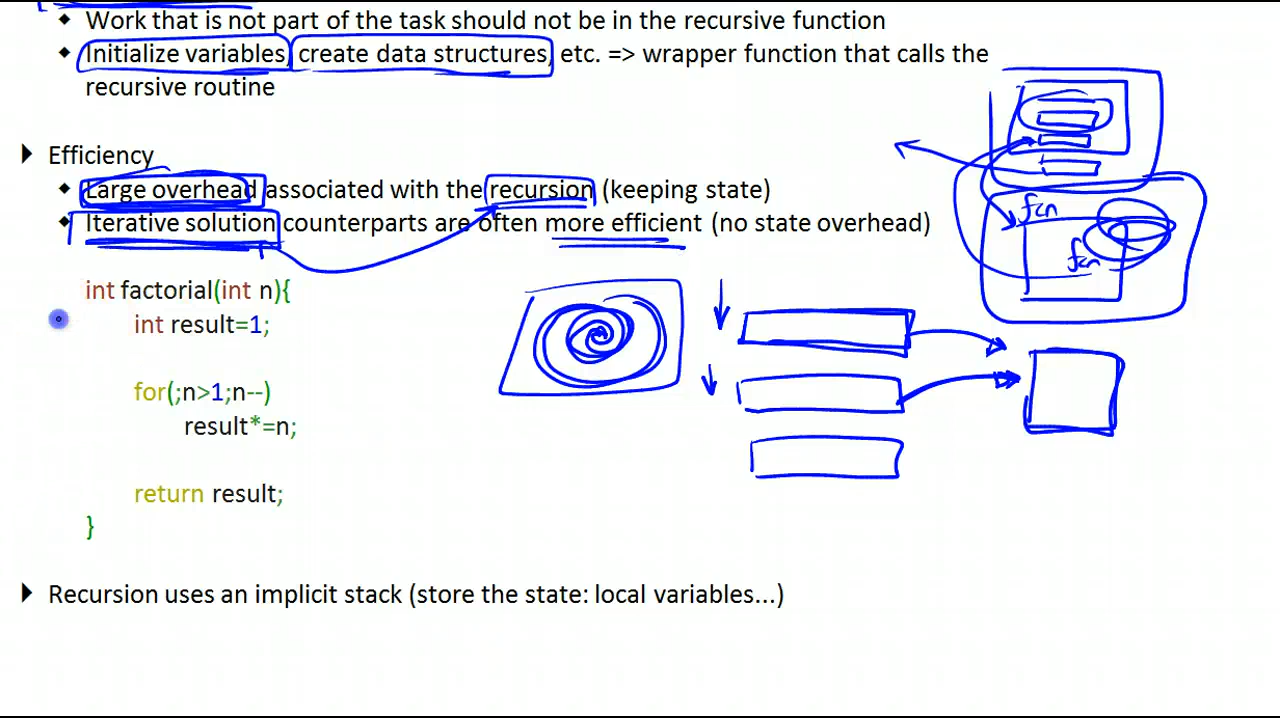 Work that is not part of the task should not be in the recursive function
Initialize variables, create data structures, etc. => wrapper function that calls the
recursive routine
Efficiency
Large overhead associated with the recursion (keeping state)
Iterative solution counterparts are often more efficient (no state overhead)
fcn
fcn
int factorial(int n){
int result=1;
for(;n>1;n--)
result*=n;
return result;
}
Recursion uses an implicit stack (store the state: local variables...)